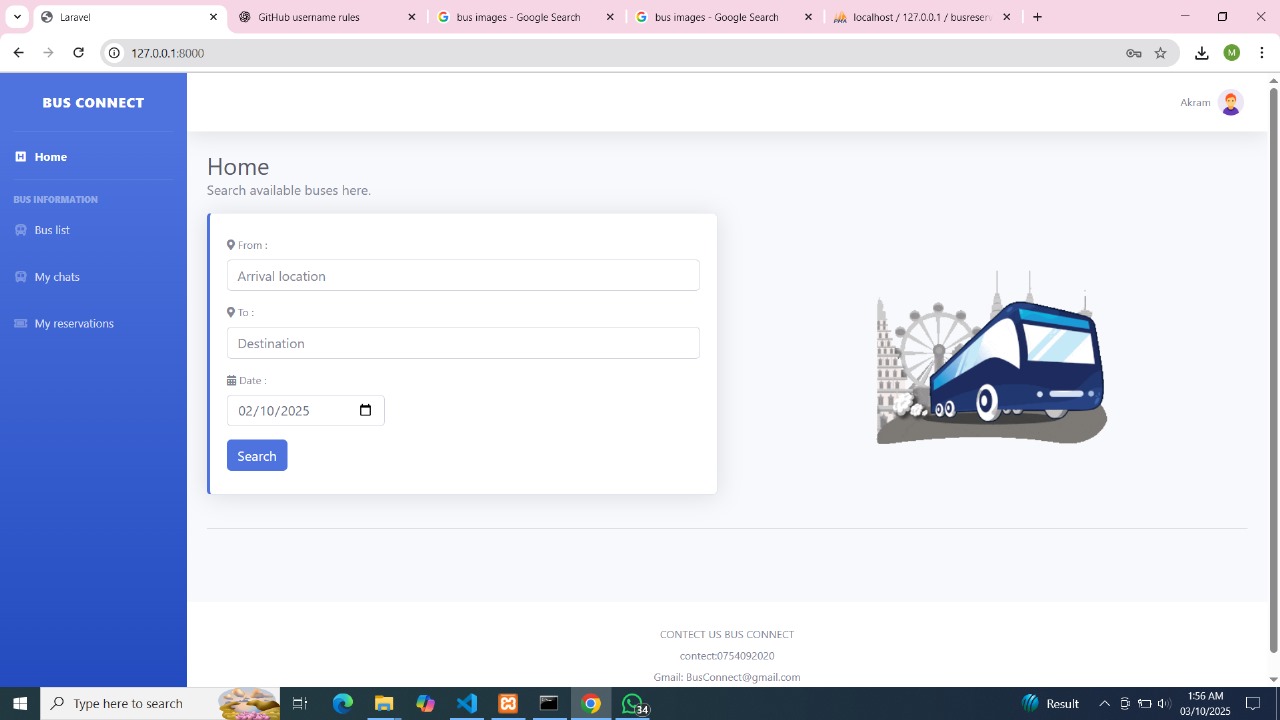 Laravel
GitHub username rules
bus images - Google Search
bus images - Google Search
localhost / 127.0.0.1 / busreser
127.0.0.1:8000
M
BUS CONNECT
Akram
Home
BUS INFORMATION
Bus list
My chats
My reservations
Home
Search available buses here.
From :
Arrival location
To :
Destination
Date :
02/10/2025
Search
CONTECT US BUS CONNECT
contect:0754092020
Gmail: BusConnect@gmail.com
Type here to search
34
Result
1:56 AM
03/10/2025